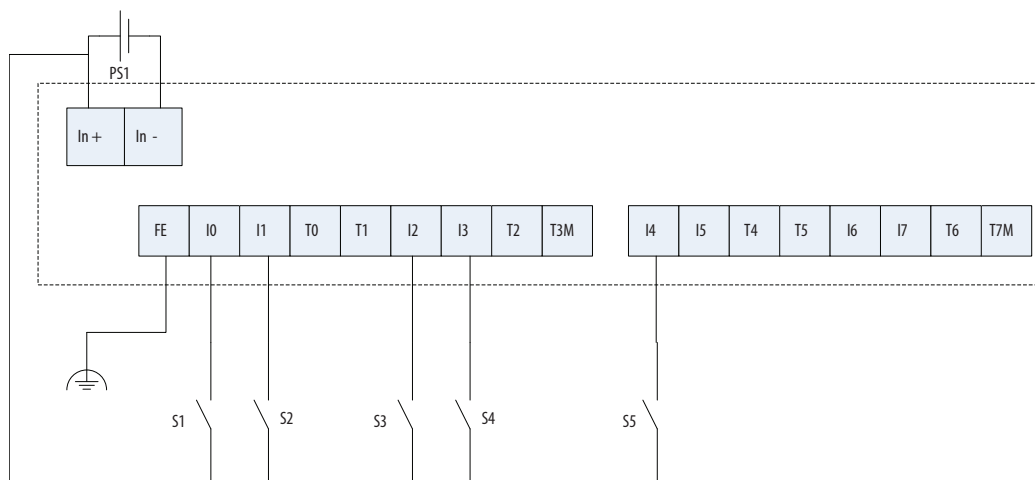 PS1
In +
In -
FE
I0
I1
T0
T1
I2
I3
T2
T3M
I4
I5
T4
T5
I6
I7
T6
T7M
S1
S2
S3
S4
S5